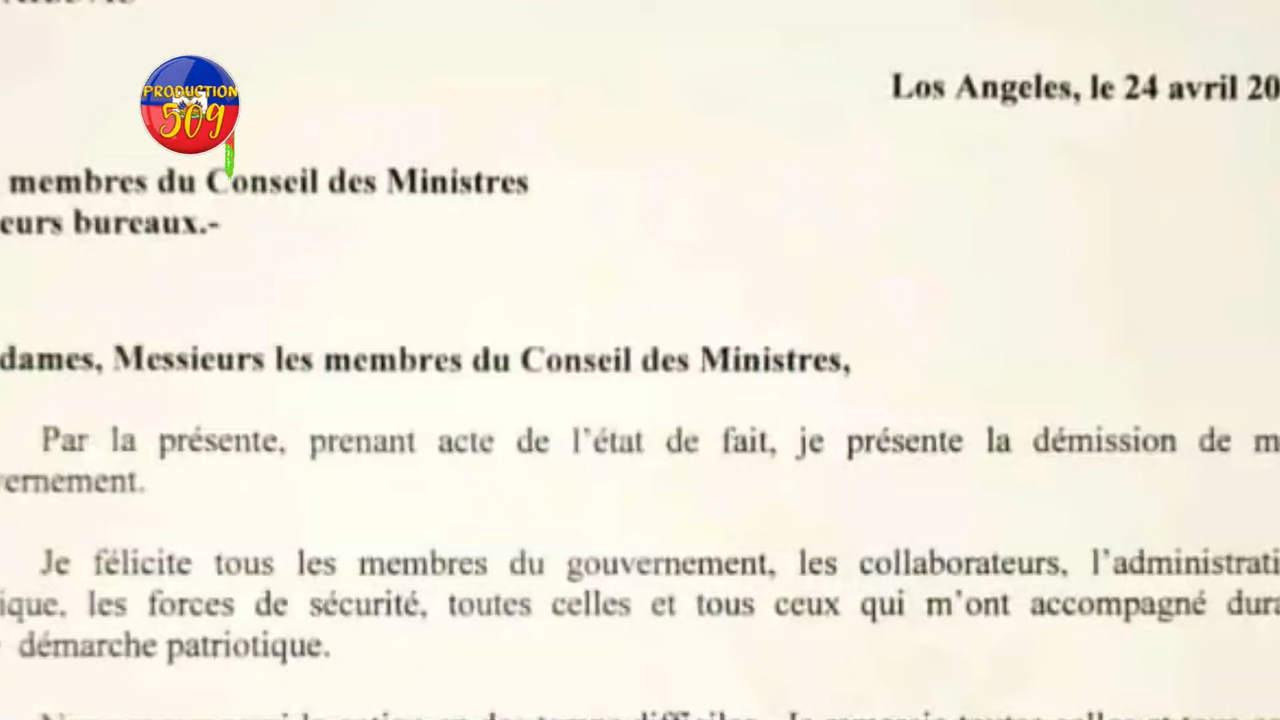 PRODUCTION
509
Los Angeles, le 24 avril 20
membres du Conseil des Ministres
eurs bureaux.-
dames, Messieurs les membres du Conseil des Ministres,
Par la présente, prenant acte de l'état de fait, je présente la démission de m
vernement.
Je félicite tous les membres du gouvernement, les collaborateurs, l'administrati
ique, les forces de sécurité, toutes celles et tous ceux qui m'ont accompagné dura
démarche patriotique.